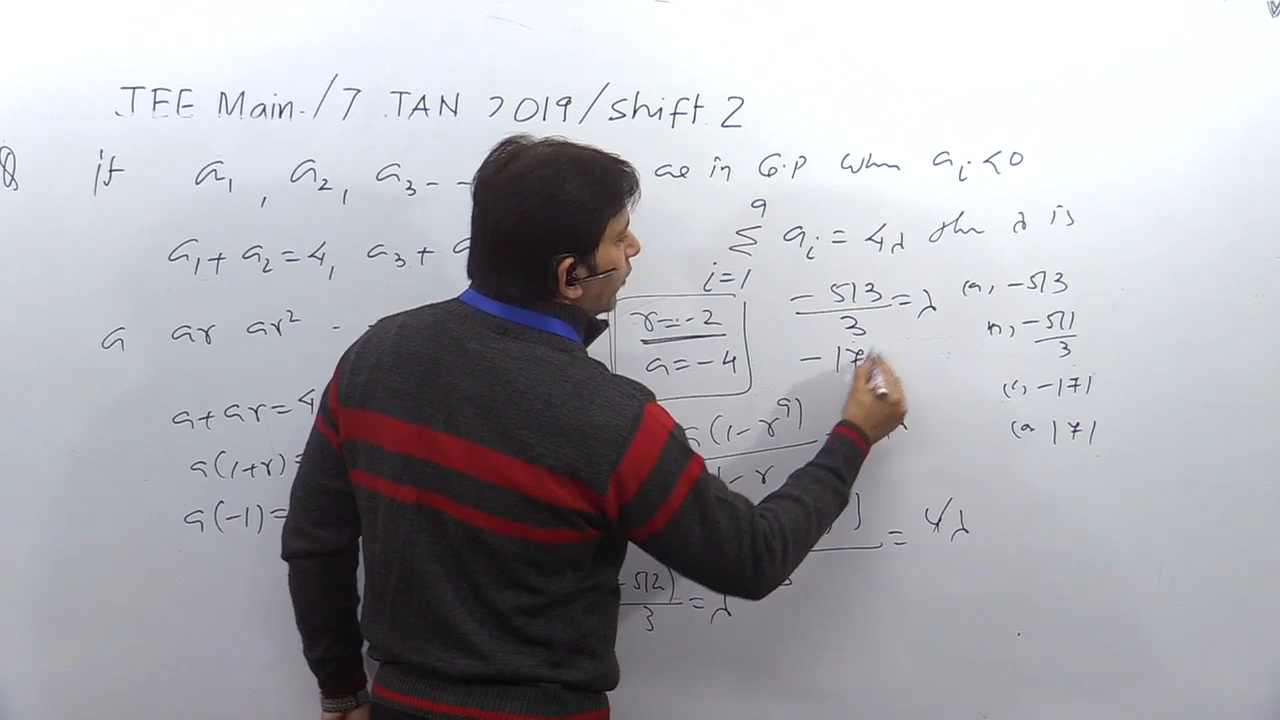 JEE Main./7 JAN 2019/Shift 2
Q if a₁, a₂, a₃ - - are in G.P when aᵢ<0
a₁+a₂=4, a₃+
9
Σ aᵢ=4λ then λ is
i=1
a ar ar² -
r=-2
a=-4
-513/3=λ
-17
(a, -513
-511/3
(c, -171
171
a+ar=4
a(1+r)=
a(-1)=
a(1-r⁹)
1-r
=4λ
-512)/3=λ